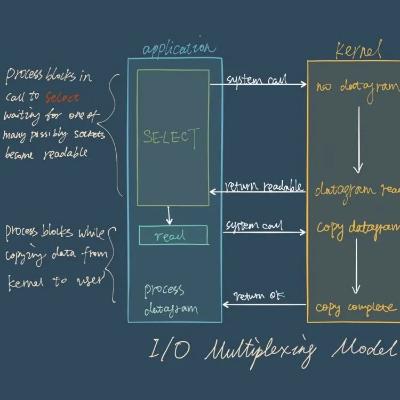 application
kernel
process blocks in
call to select
waiting for one of
many possibly sockets
become readable
SELECT
system call
no datagram
return readable
datagram read
process blocks while
copying data from
kernel to user
read
system call
copy datagram
process
datagram
return OK
copy complete
I/O Multiplexing Model